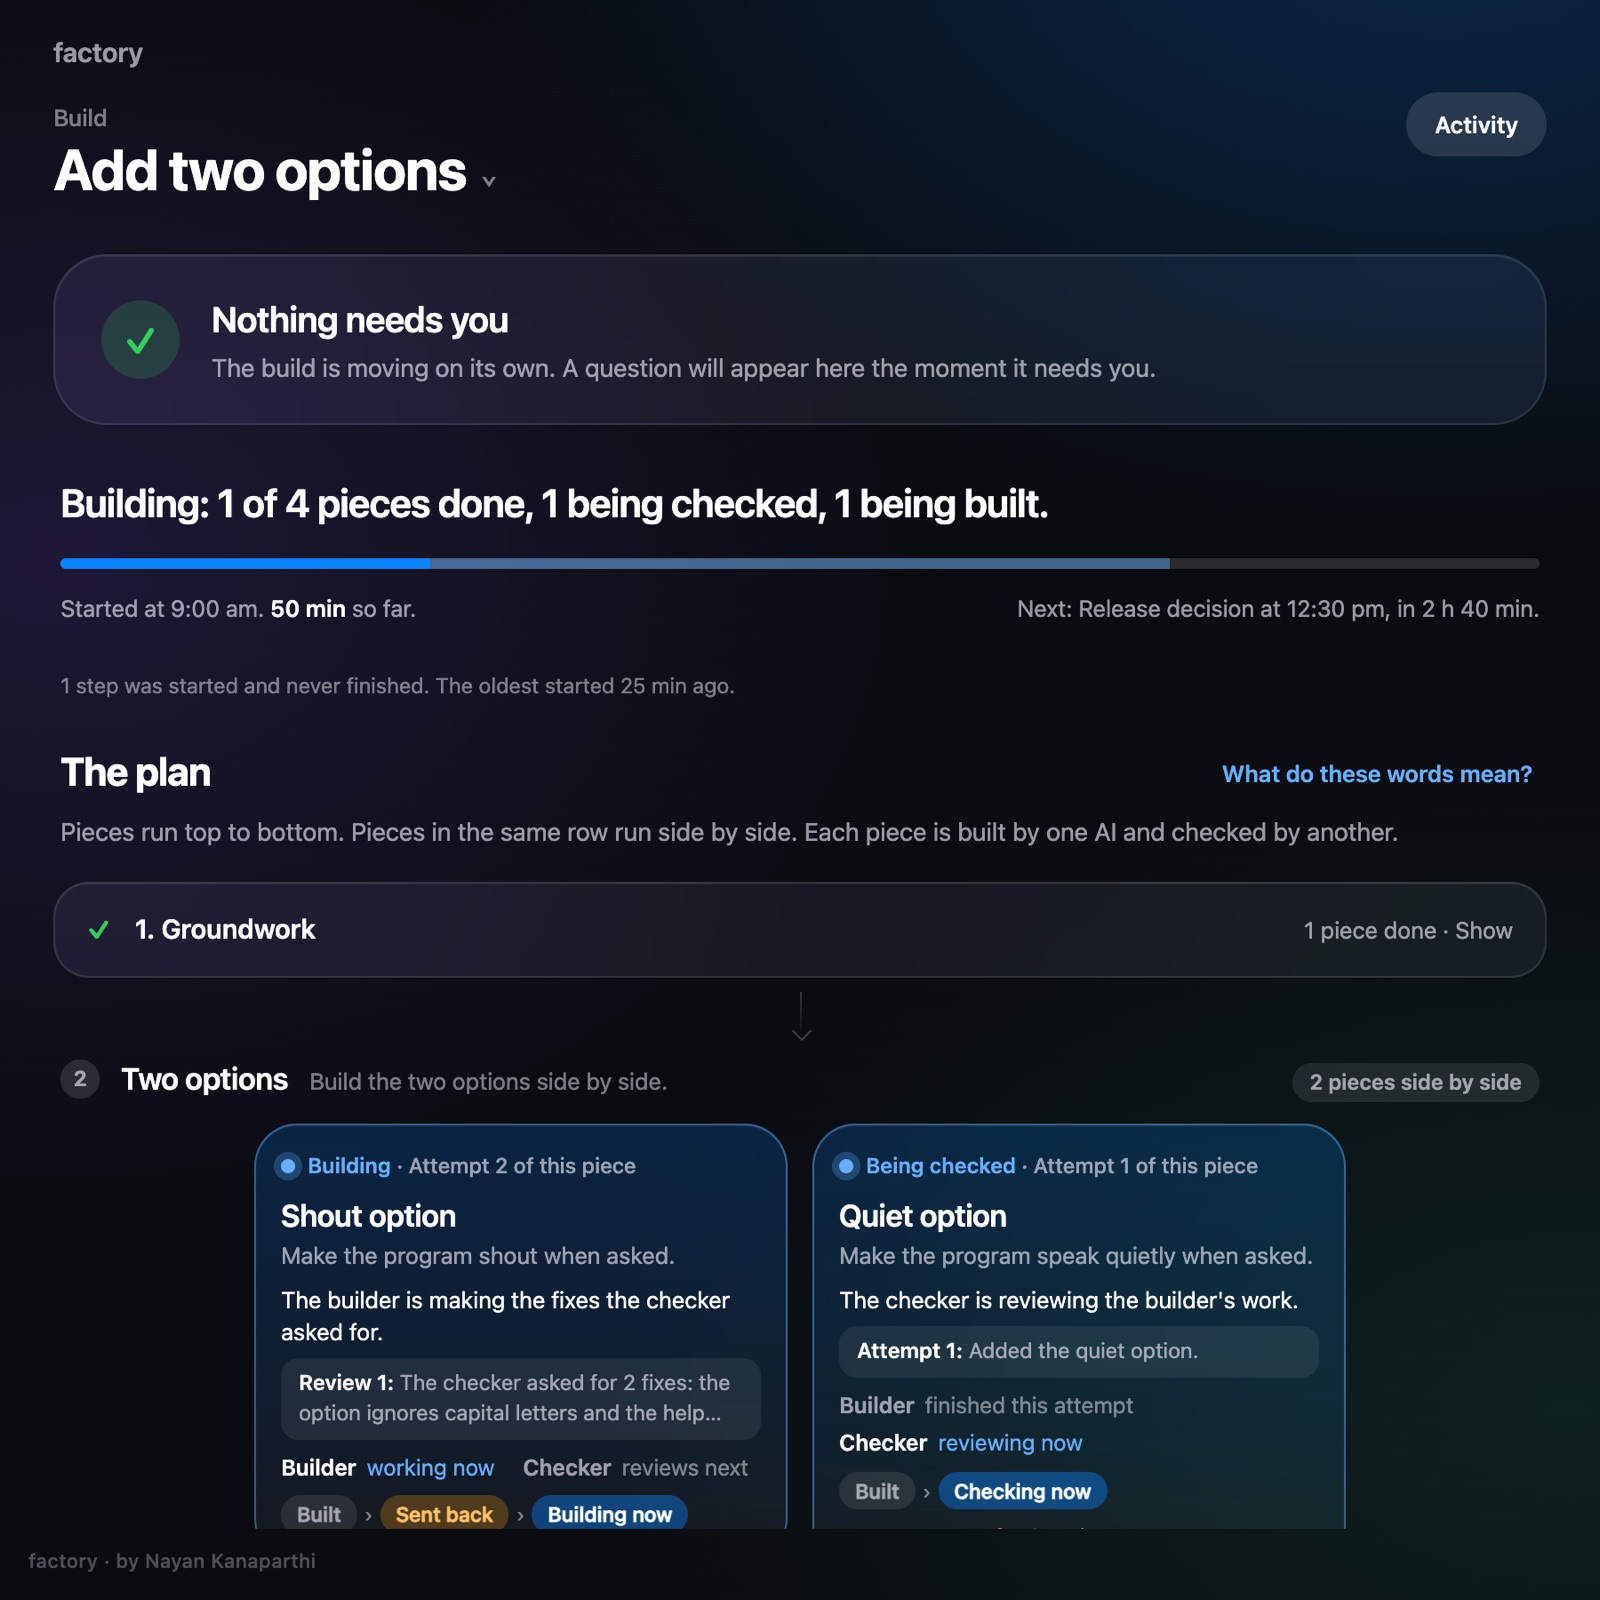 factory
Build
Activity
Add two options
Nothing needs you
The build is moving on its own. A question will appear here the moment it needs you.
Building: 1 of 4 pieces done, 1 being checked, 1 being built.
Started at 9:00 am. 50 min so far.
Next: Release decision at 12:30 pm, in 2 h 40 min.
1 step was started and never finished. The oldest started 25 min ago.
The plan
What do these words mean?
Pieces run top to bottom. Pieces in the same row run side by side. Each piece is built by one AI and checked by another.
1. Groundwork
1 piece done · Show
2 Two options Build the two options side by side.
2 pieces side by side
Building · Attempt 2 of this piece
Shout option
Make the program shout when asked.
The builder is making the fixes the checker
asked for.
Review 1: The checker asked for 2 fixes: the
option ignores capital letters and the help...
Builder working now Checker reviews next
Built › Sent back › Building now
Being checked · Attempt 1 of this piece
Quiet option
Make the program speak quietly when asked.
The checker is reviewing the builder's work.
Attempt 1: Added the quiet option.
Builder finished this attempt
Checker reviewing now
Built › Checking now
factory · by Nayan Kanaparthi